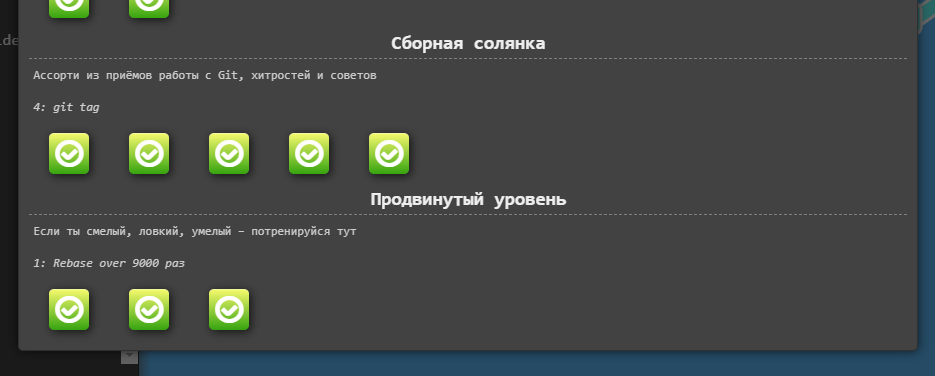 Сборная солянка
Ассорти из приёмов работы с Git, хитростей и советов
4: git tag
Продвинутый уровень
Если ты смелый, ловкий, умелый – потренируйся тут
1: Rebase over 9000 раз